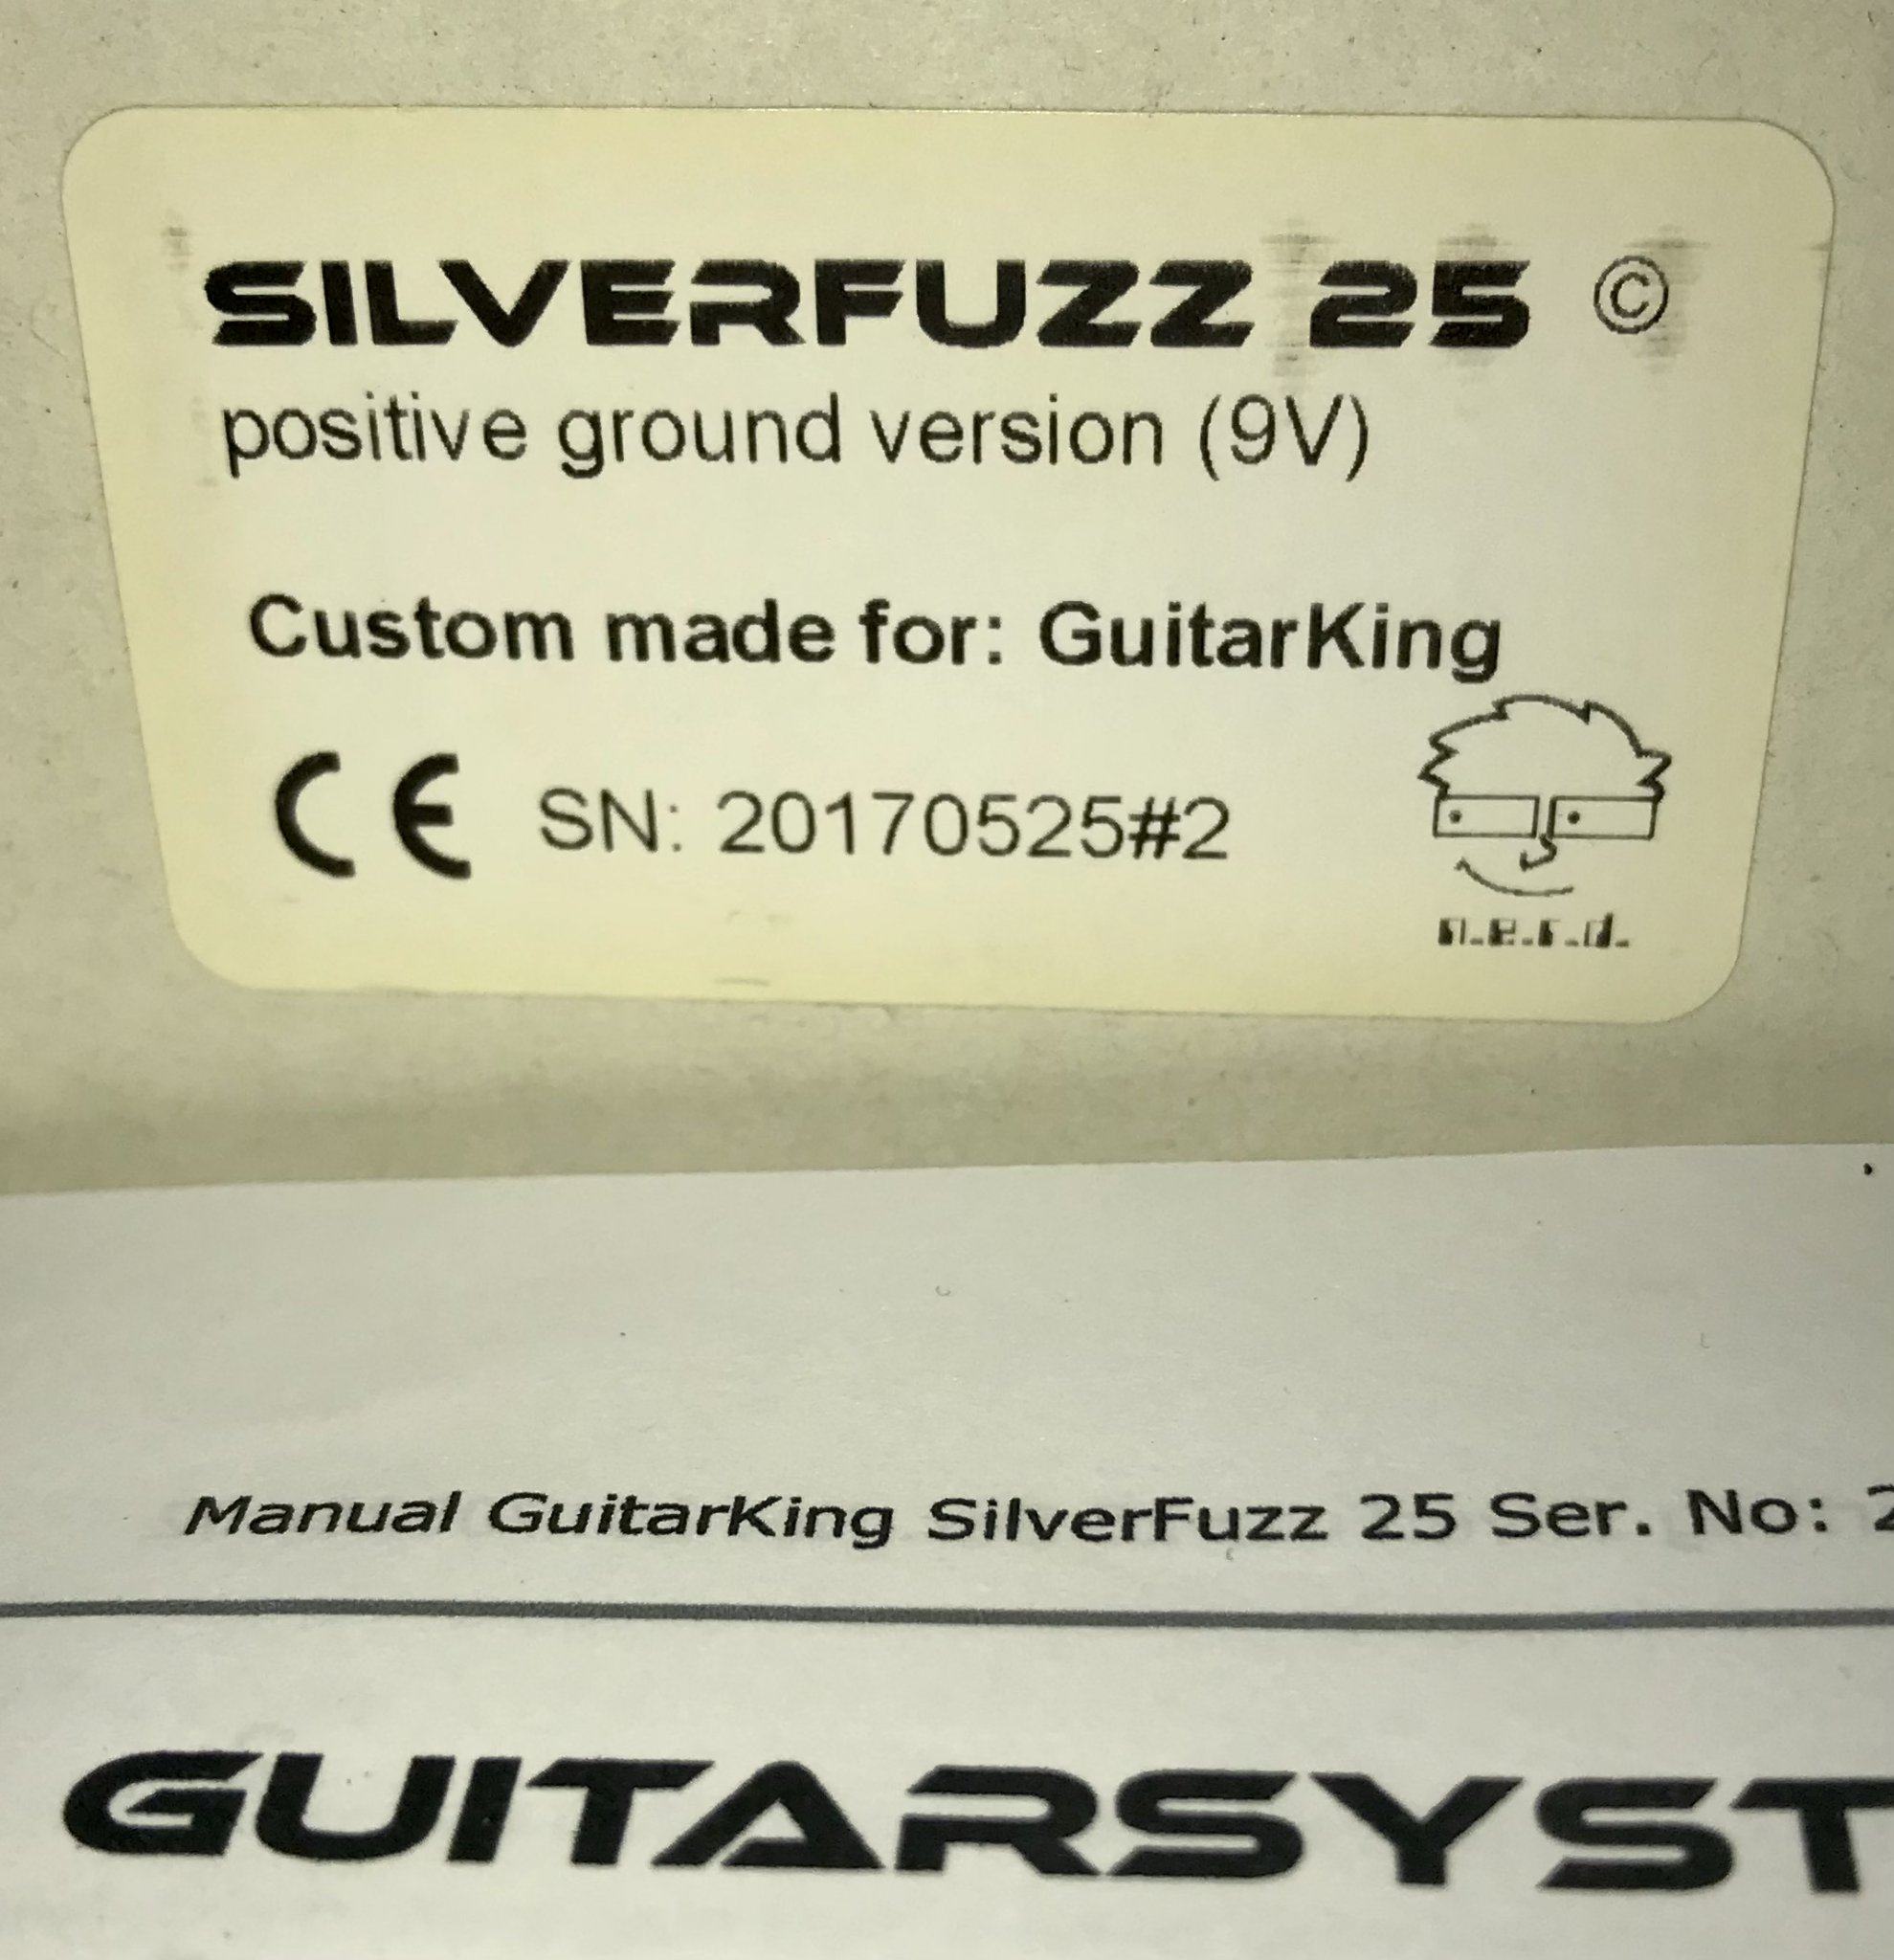 SILVERFUZZ 25 ©
positive ground version (9V)
Custom made for: GuitarKing
CE SN: 20170525#2
n.e.r.d.
Manual GuitarKing SilverFuzz 25 Ser. No: 2
GUITARSYST